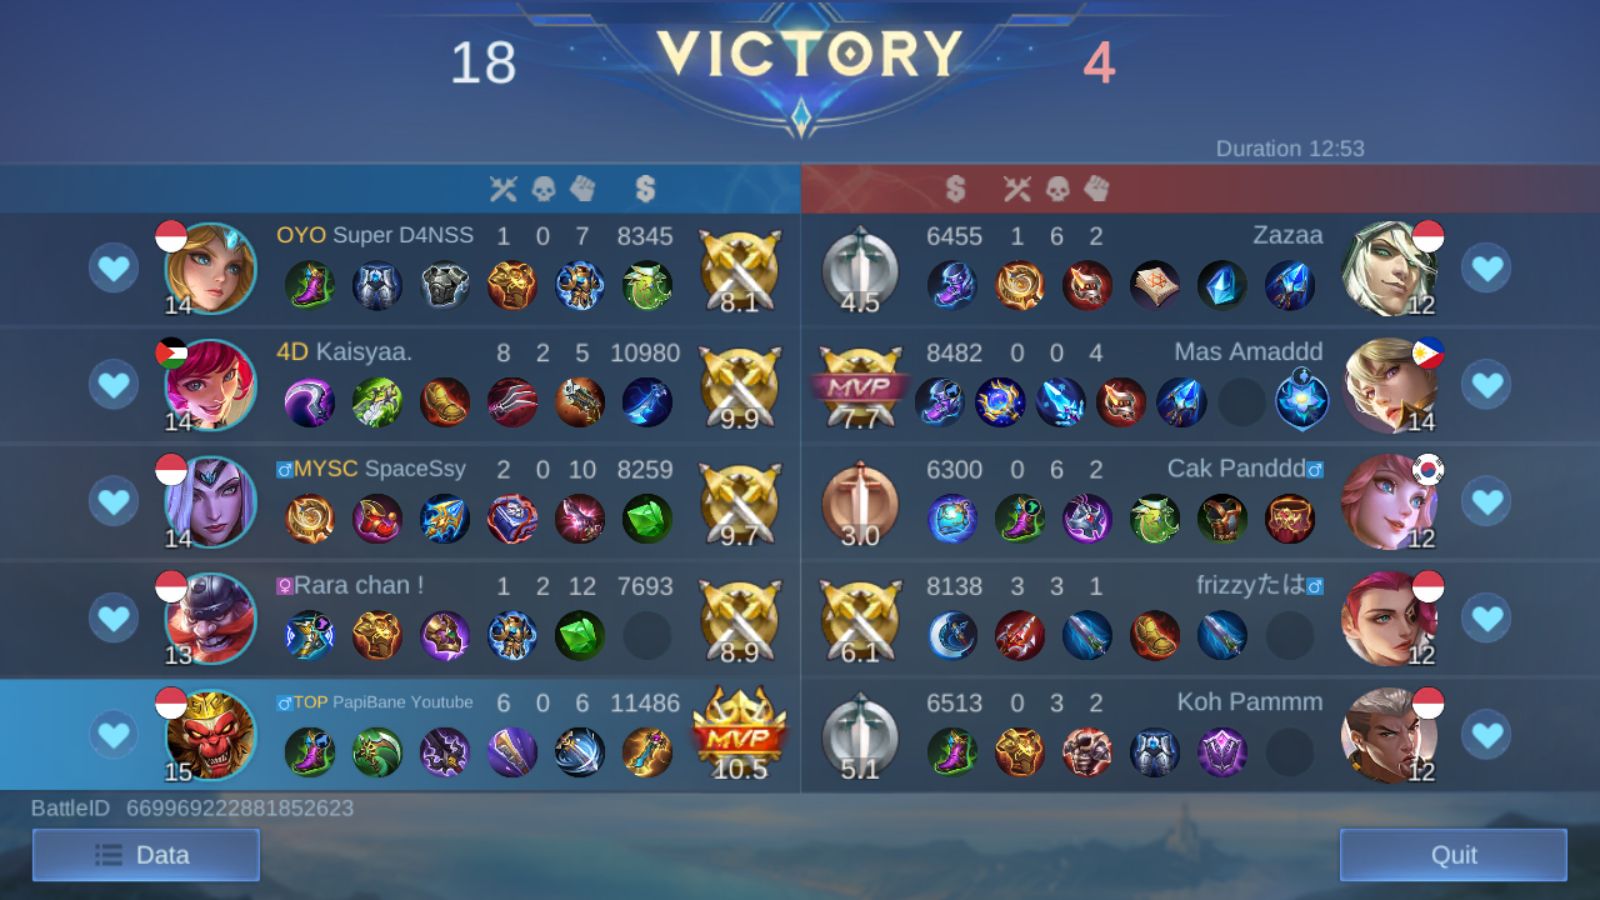 18 VICTORY 4
Duration 12:53
OYO Super D4NSS 1 0 7 8345
14 8.1
6455 1 6 2 Zazaa
4.5 12
4D Kaisyaa. 8 2 5 10980
14 9.9
8482 0 0 4 Mas Amaddd
MVP
7.7 14
MYSC SpaceSsy 2 0 10 8259
14 9.7
6300 0 6 2 Cak Panddd
3.0 12
Rara chan ! 1 2 12 7693
13 8.9
8138 3 3 1 frizzyたは
6.1 12
TOP PapiBane Youtube 6 0 6 11486
MVP
15 10.5
6513 0 3 2 Koh Pammm
5.1 12
BattleID 669969222881852623
Data
Quit